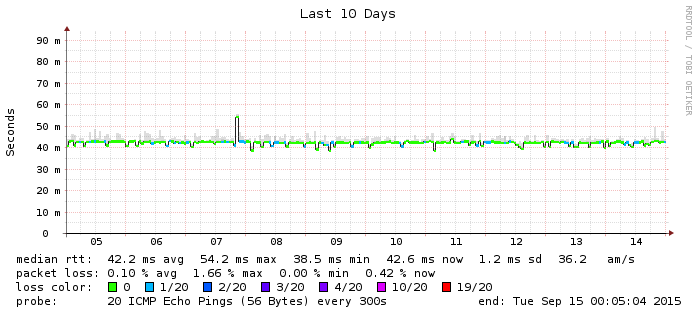 Last 10 Days
RRDTOOL / TOBI OETIKER
Seconds
90 m
80 m
70 m
60 m
50 m
40 m
30 m
20 m
10 m
0
05 06 07 08 09 10 11 12 13 14
median rtt: 42.2 ms avg 54.2 ms max 38.5 ms min 42.6 ms now 1.2 ms sd 36.2 am/s
packet loss: 0.10 % avg 1.66 % max 0.00 % min 0.42 % now
loss color: 0 1/20 2/20 3/20 4/20 10/20 19/20
probe: 20 ICMP Echo Pings (56 Bytes) every 300s end: Tue Sep 15 00:05:04 2015